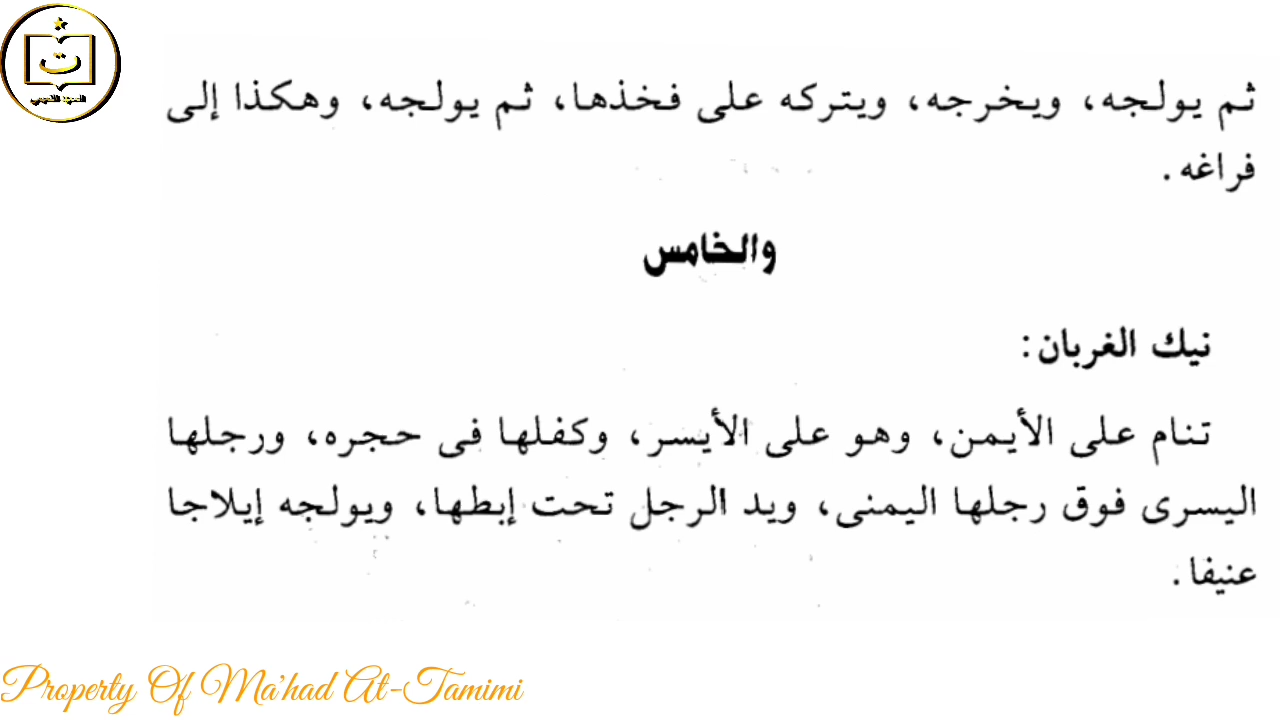 ثم يولجه، ويخرجه، ويتركه على فخذها، ثم يولجه، وهكذا إلى
فراغه.
والخامس
نيك الغربان:
تنام على الأيمن، وهو على الأيسر، وكفلها فى حجره، ورجلها
اليسرى فوق رجلها اليمنى، ويد الرجل تحت إبطها، ويولجه إيلاجا
عنيفا.
ت
المعهد التميمي
Property Of Ma'had At-Tamimi